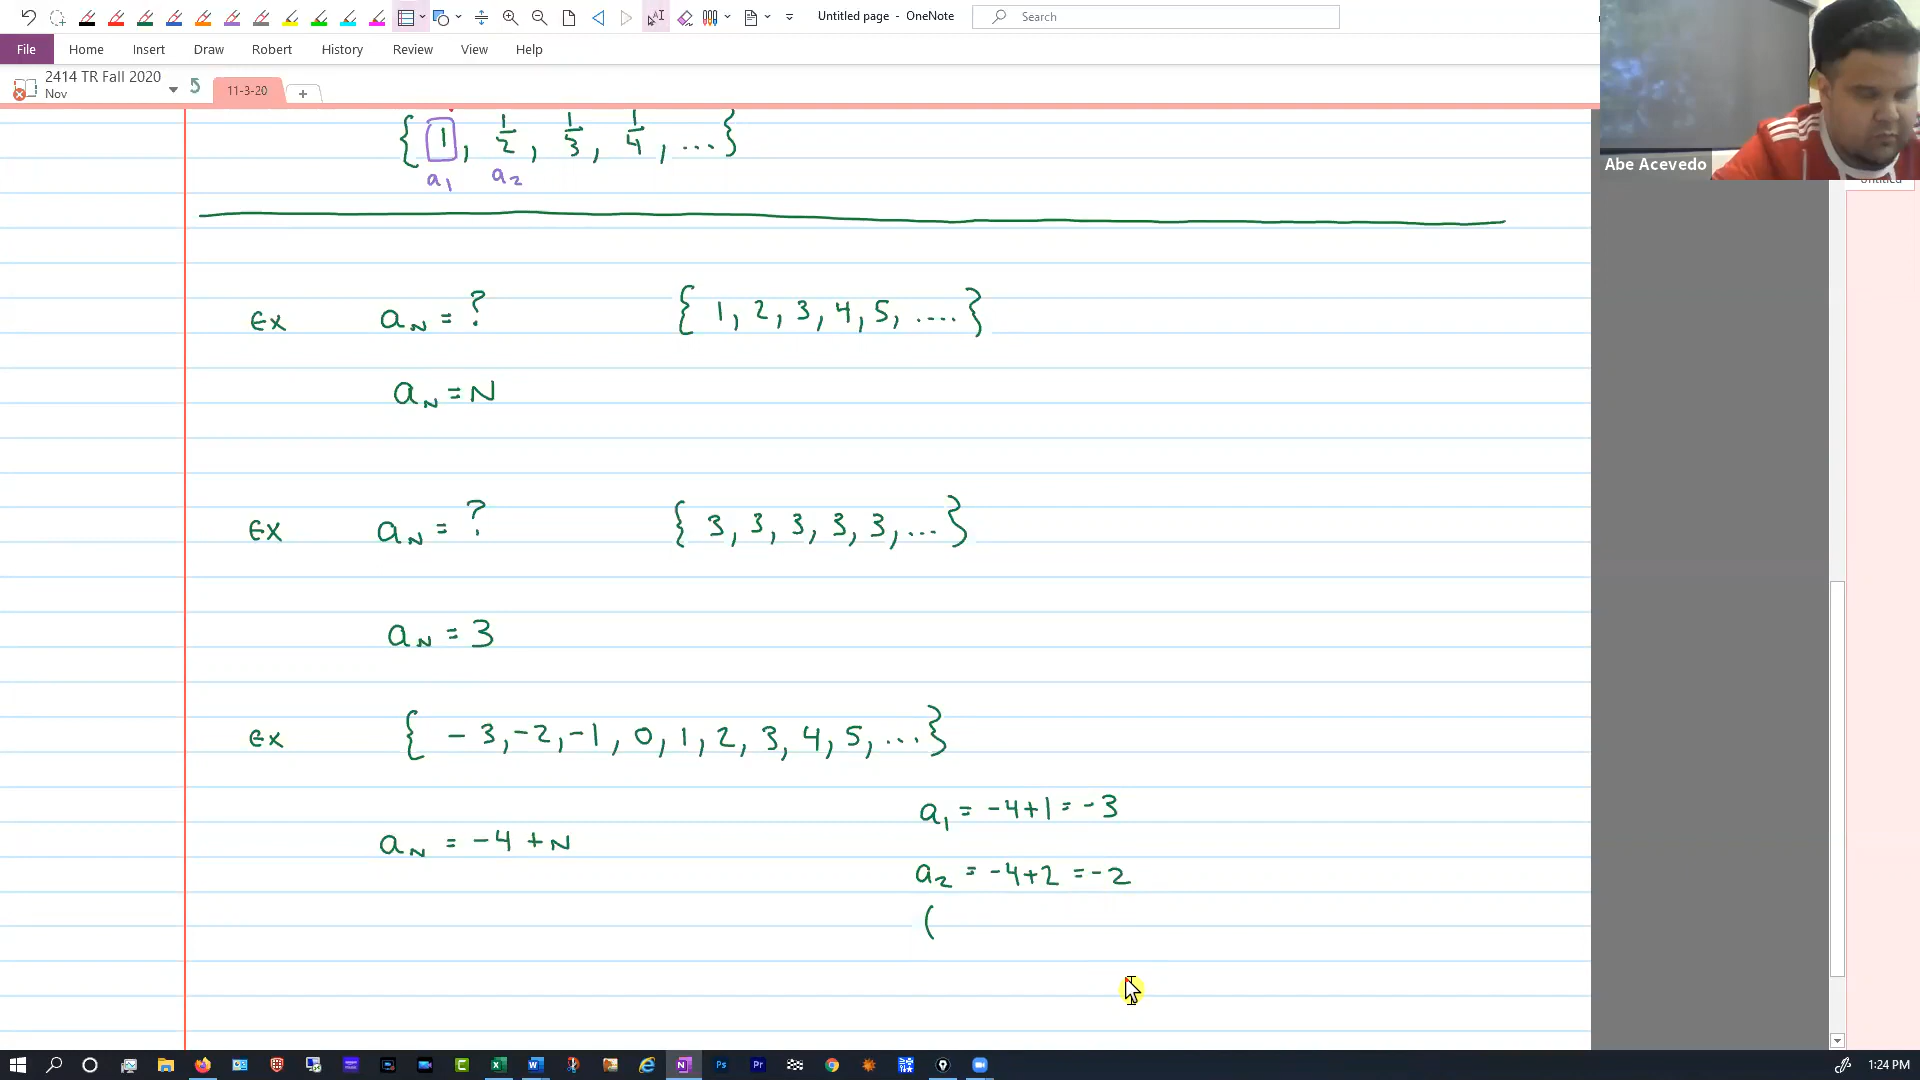 Untitled page - OneNote
Search
File Home Insert Draw Robert History Review View Help
2414 TR Fall 2020
Nov
11-3-20
+
Abe Acevedo
{ 1, 1/2, 1/3, 1/4, ... }
a₁ a₂
Ex aₙ = ? { 1, 2, 3, 4, 5, .... }
aₙ = N
Ex aₙ = ? { 3, 3, 3, 3, 3, ... }
aₙ = 3
Ex { -3, -2, -1, 0, 1, 2, 3, 4, 5, ... }
a₁ = -4+1 = -3
aₙ = -4 + N
a₂ = -4+2 = -2
(
1:24 PM